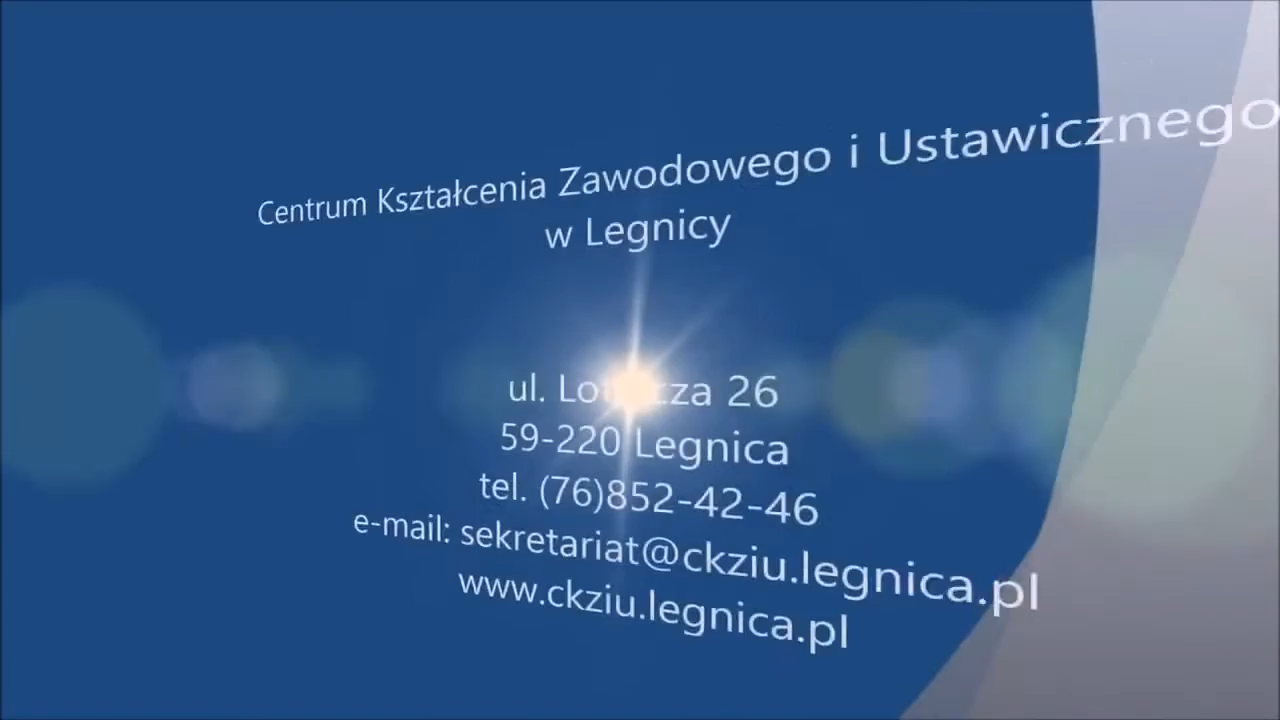 Centrum Kształcenia Zawodowego i Ustawicznego
w Legnicy
ul. 26
59-220 Legnica
tel. (76)852-42-46
e-mail: sekretariat@ckziu.legnica.pl
www.ckziu.legnica.pl